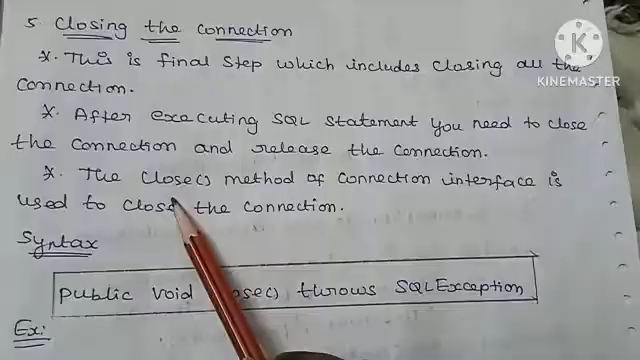 5 Closing the connection
*. This is final step which includes closing all the
connection.
KINEMASTER
*. After executing SQL statement you need to close
the connection and release the connection.
*. The close() method of connection interface is
used to close the connection.
Syntax
public void close() throws SQLException
Ex: